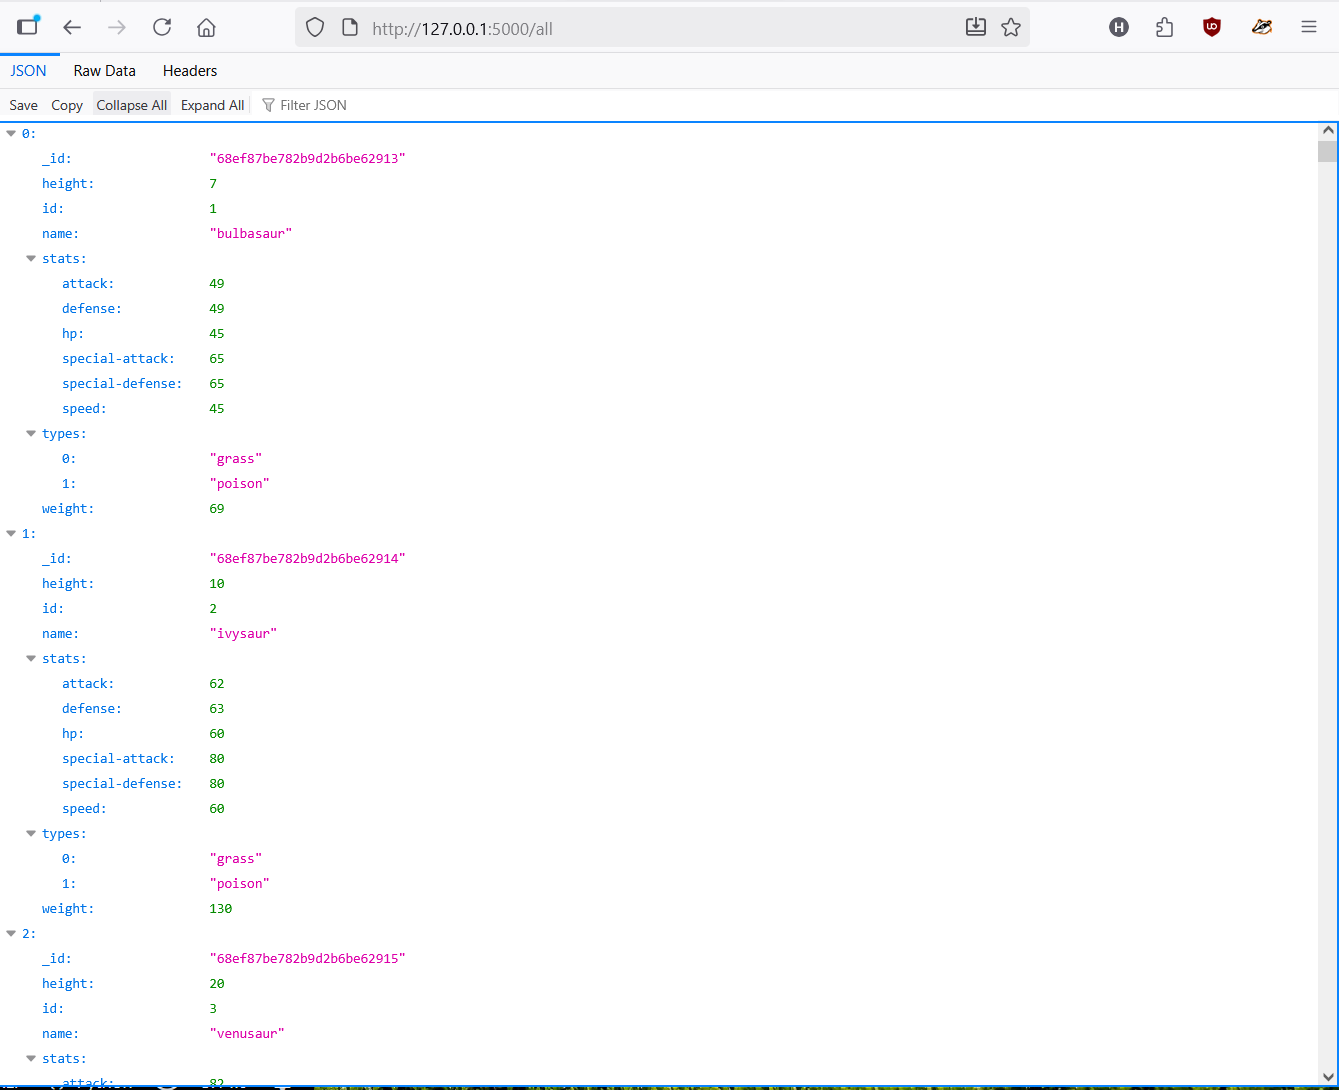 http://127.0.0.1:5000/all
H
JSON Raw Data Headers
Save Copy Collapse All Expand All Filter JSON
0:
_id: "68ef87be782b9d2b6be62913"
height: 7
id: 1
name: "bulbasaur"
stats:
attack: 49
defense: 49
hp: 45
special-attack: 65
special-defense: 65
speed: 45
types:
0: "grass"
1: "poison"
weight: 69
1:
_id: "68ef87be782b9d2b6be62914"
height: 10
id: 2
name: "ivysaur"
stats:
attack: 62
defense: 63
hp: 60
special-attack: 80
special-defense: 80
speed: 60
types:
0: "grass"
1: "poison"
weight: 130
2:
_id: "68ef87be782b9d2b6be62915"
height: 20
id: 3
name: "venusaur"
stats:
attack: 82